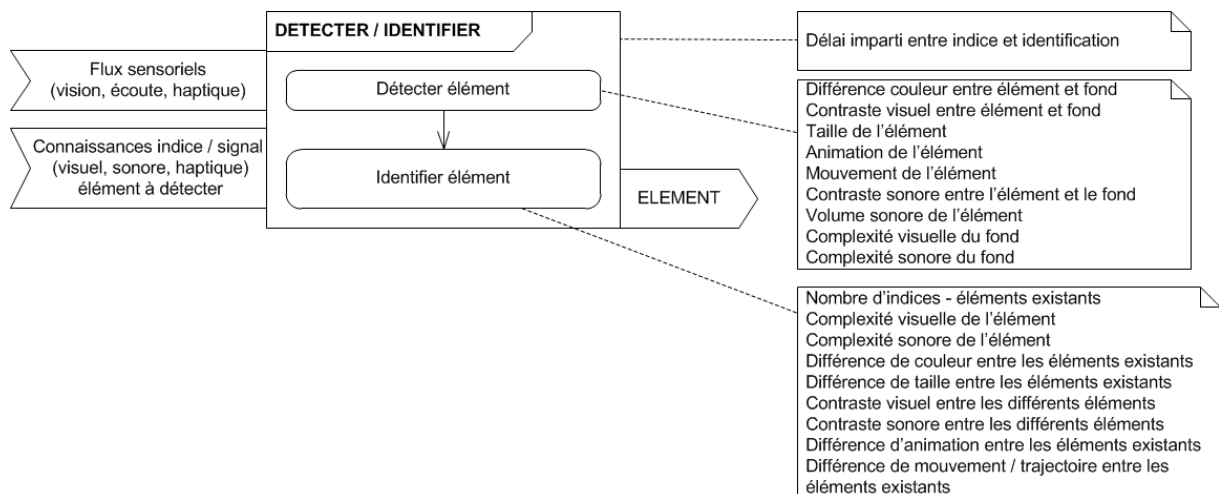 DETECTER / IDENTIFIER
Flux sensoriels
(vision, écoute, haptique)
Connaissances indice / signal
(visuel, sonore, haptique)
élément à détecter
Détecter élément
Identifier élément
ELEMENT
Délai imparti entre indice et identification
Différence couleur entre élément et fond
Contraste visuel entre élément et fond
Taille de l'élément
Animation de l'élément
Mouvement de l'élément
Contraste sonore entre l'élément et le fond
Volume sonore de l'élément
Complexité visuelle du fond
Complexité sonore du fond
Nombre d'indices - éléments existants
Complexité visuelle de l'élément
Complexité sonore de l'élément
Différence de couleur entre les éléments existants
Différence de taille entre les éléments existants
Contraste visuel entre les différents éléments
Contraste sonore entre les différents éléments
Différence d'animation entre les éléments existants
Différence de mouvement / trajectoire entre les
éléments existants